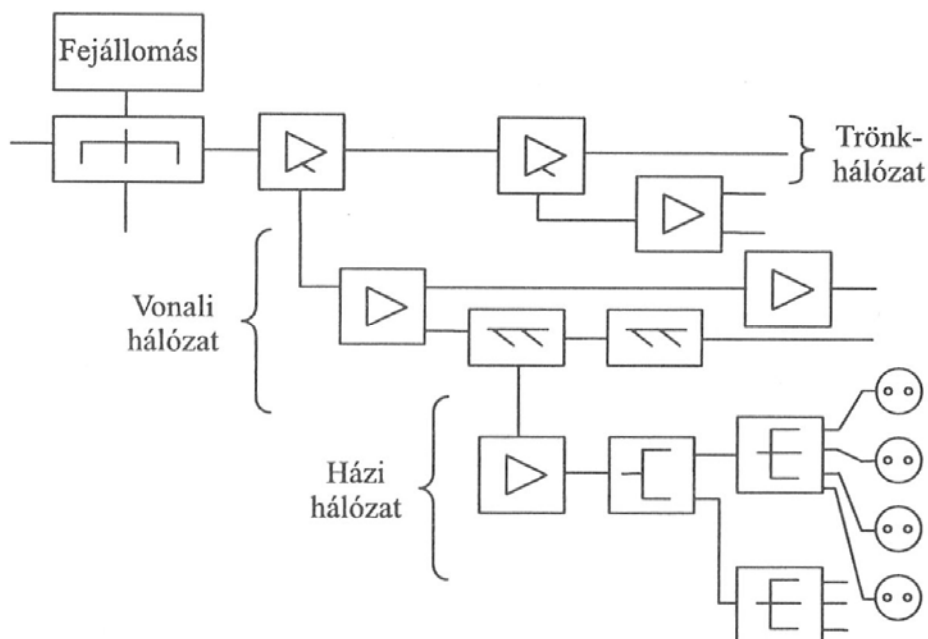 Fejállomás
Trönk-
hálózat
Vonali
hálózat
Házi
hálózat